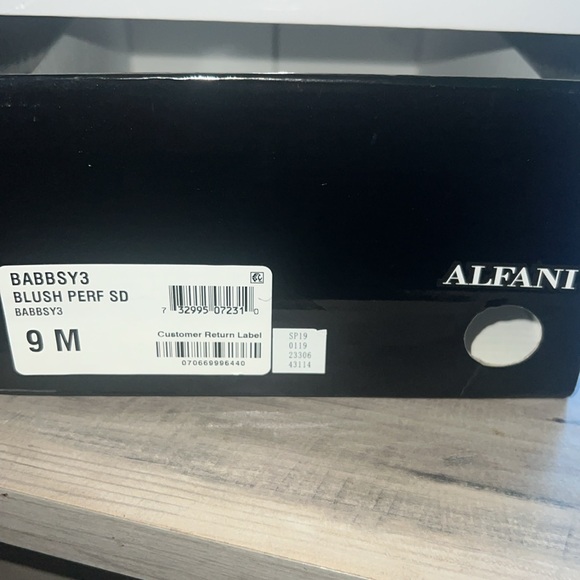 BABBSY3
BLUSH PERF SD
BABBSY3
9 M
7 32995 07231 0
Customer Return Label
070669996440
SP19
0119
23306
43114
ALFANI